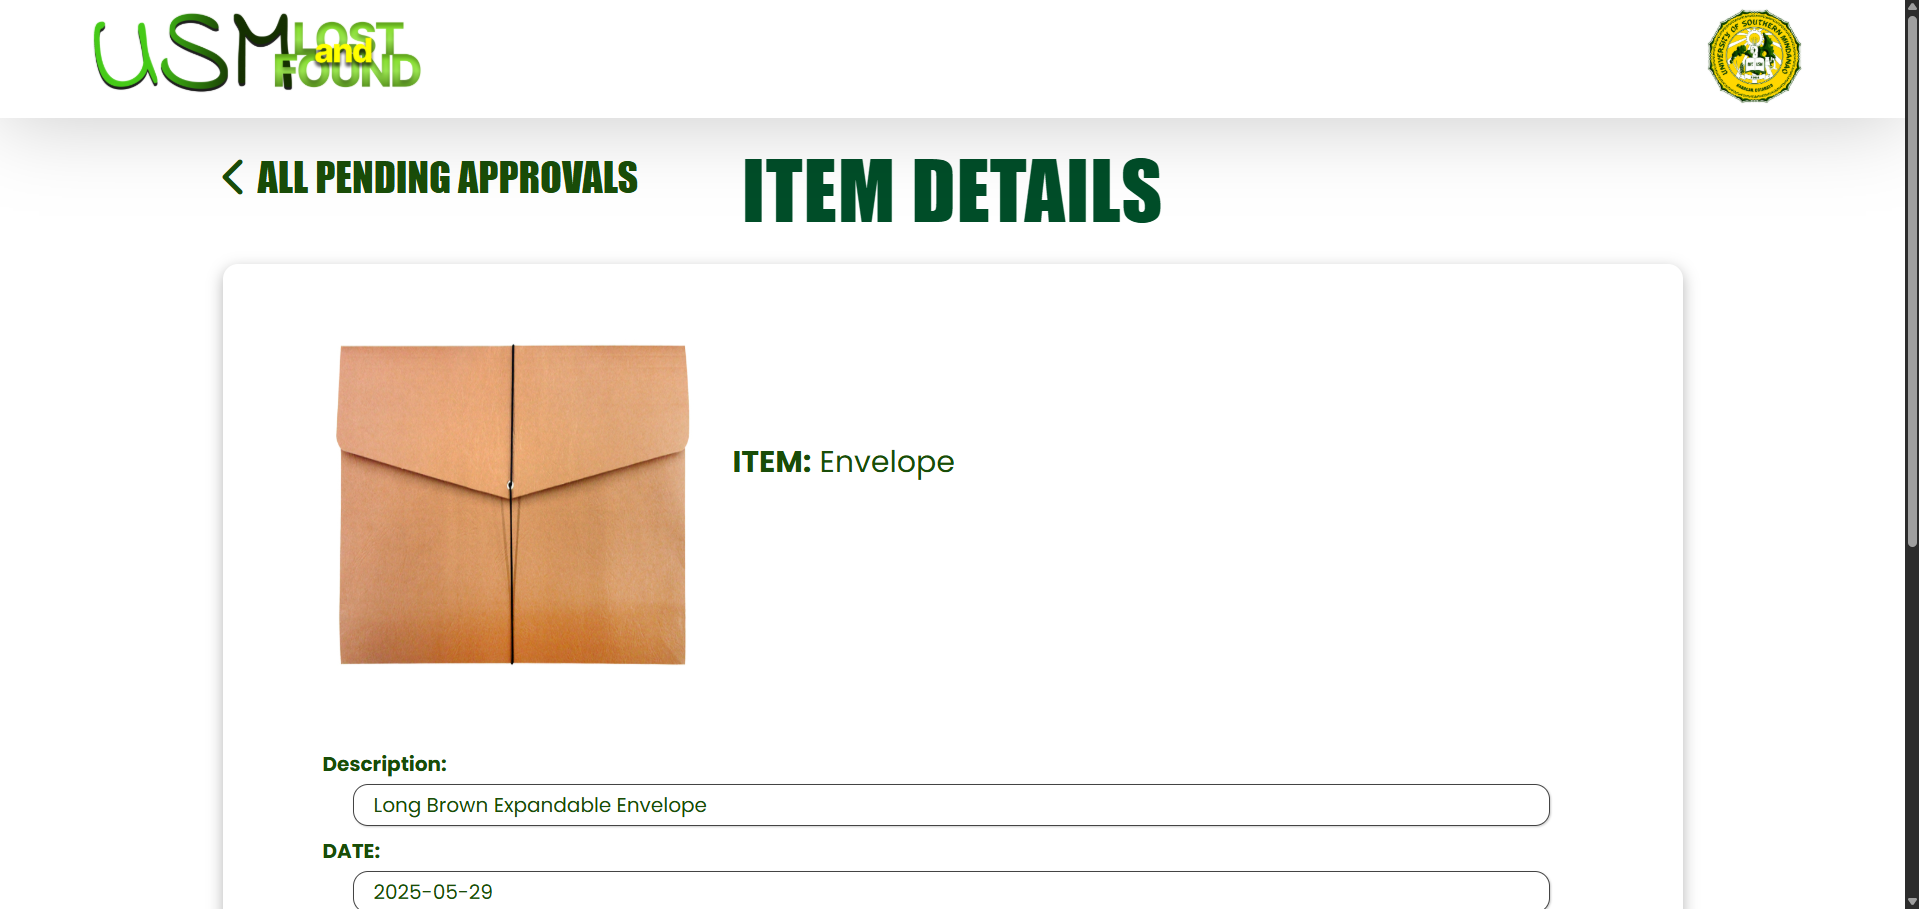 USM LOST and FOUND
UNIVERSITY OF SOUTHERN MINDANAO
ALL PENDING APPROVALS
ITEM DETAILS
ITEM: Envelope
Description:
Long Brown Expandable Envelope
DATE:
2025-05-29